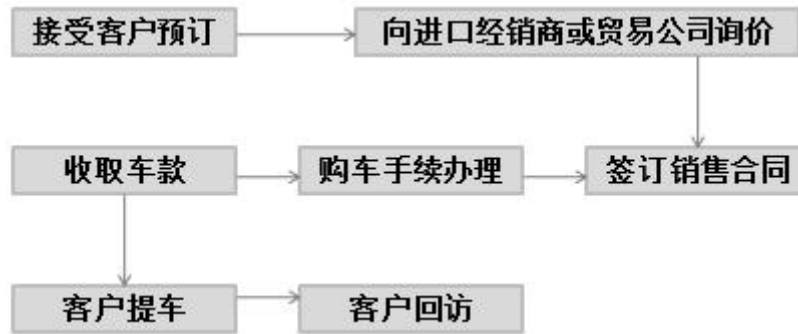 接受客户预订
向进口经销商或贸易公司询价
收取车款
购车手续办理
签订销售合同
客户提车
客户回访